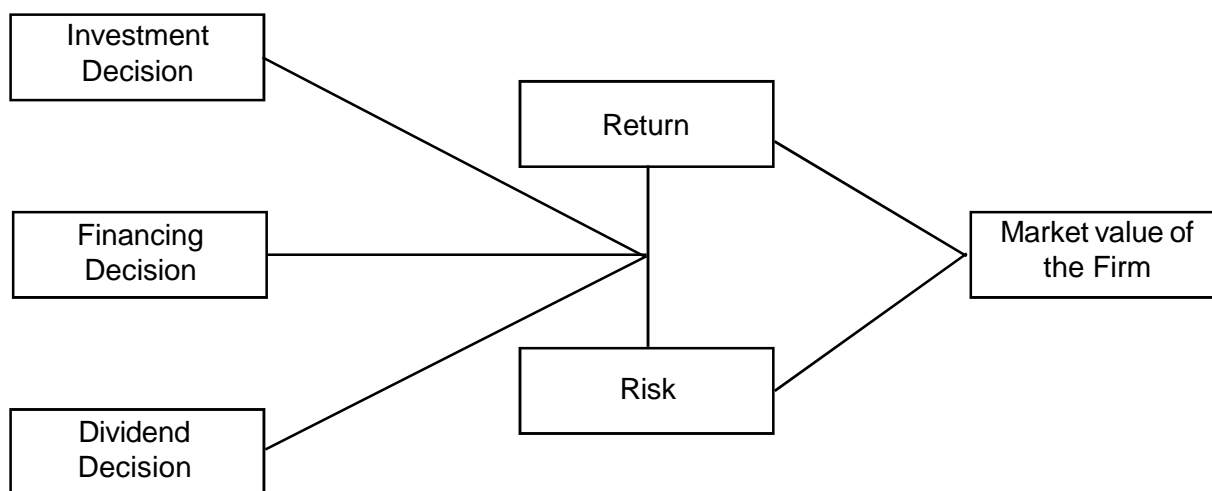 Investment
Decision
Return
Financing
Decision
Market value of
the Firm
Risk
Dividend
Decision